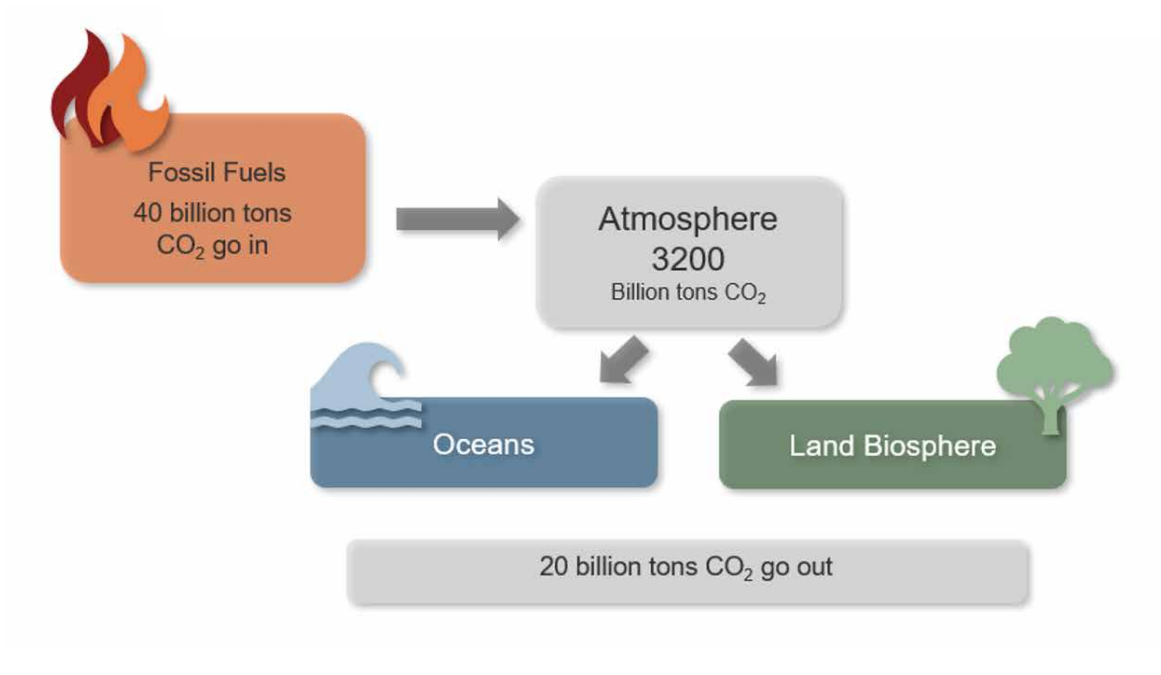 Fossil Fuels
40 billion tons
CO₂ go in
Atmosphere
3200
Billion tons CO₂
Oceans
Land Biosphere
20 billion tons CO₂ go out